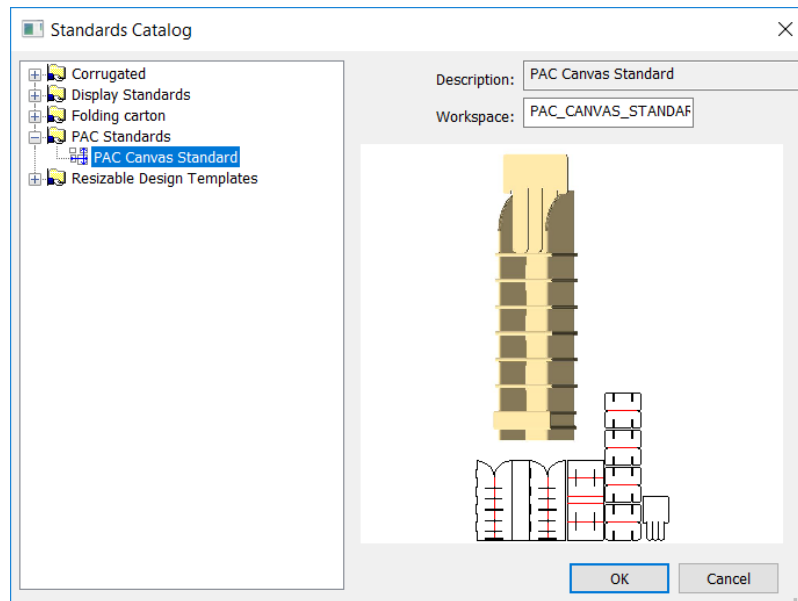 Standards Catalog
Corrugated
Display Standards
Folding carton
PAC Standards
PAC Canvas Standard
Resizable Design Templates
Description: PAC Canvas Standard
Workspace: PAC_CANVAS_STANDAR
OK Cancel